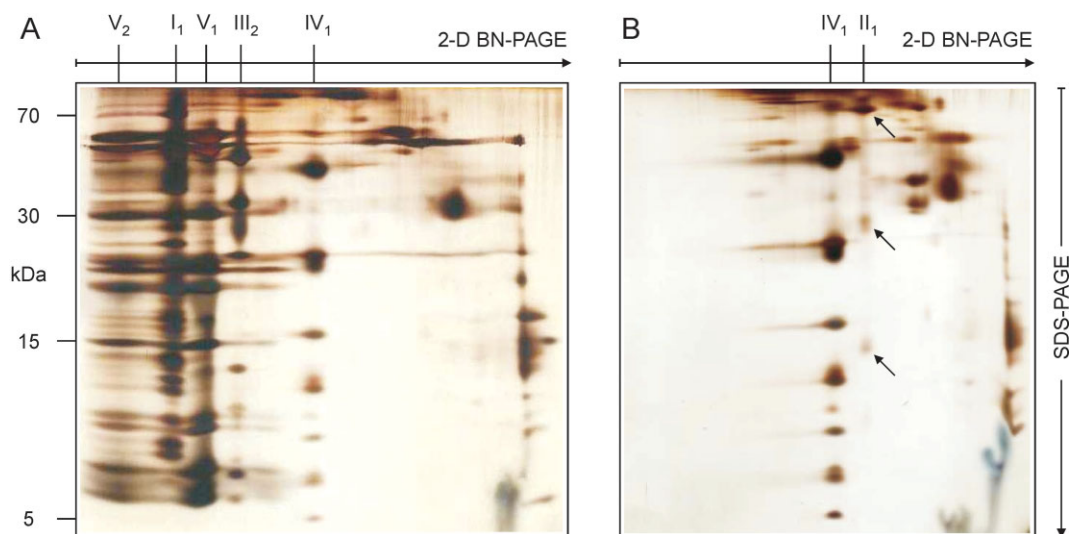 A
V₂ I₁ V₁ III₂ IV₁
2-D BN-PAGE
70
30
kDa
15
5
B
IV₁ II₁
2-D BN-PAGE
SDS-PAGE